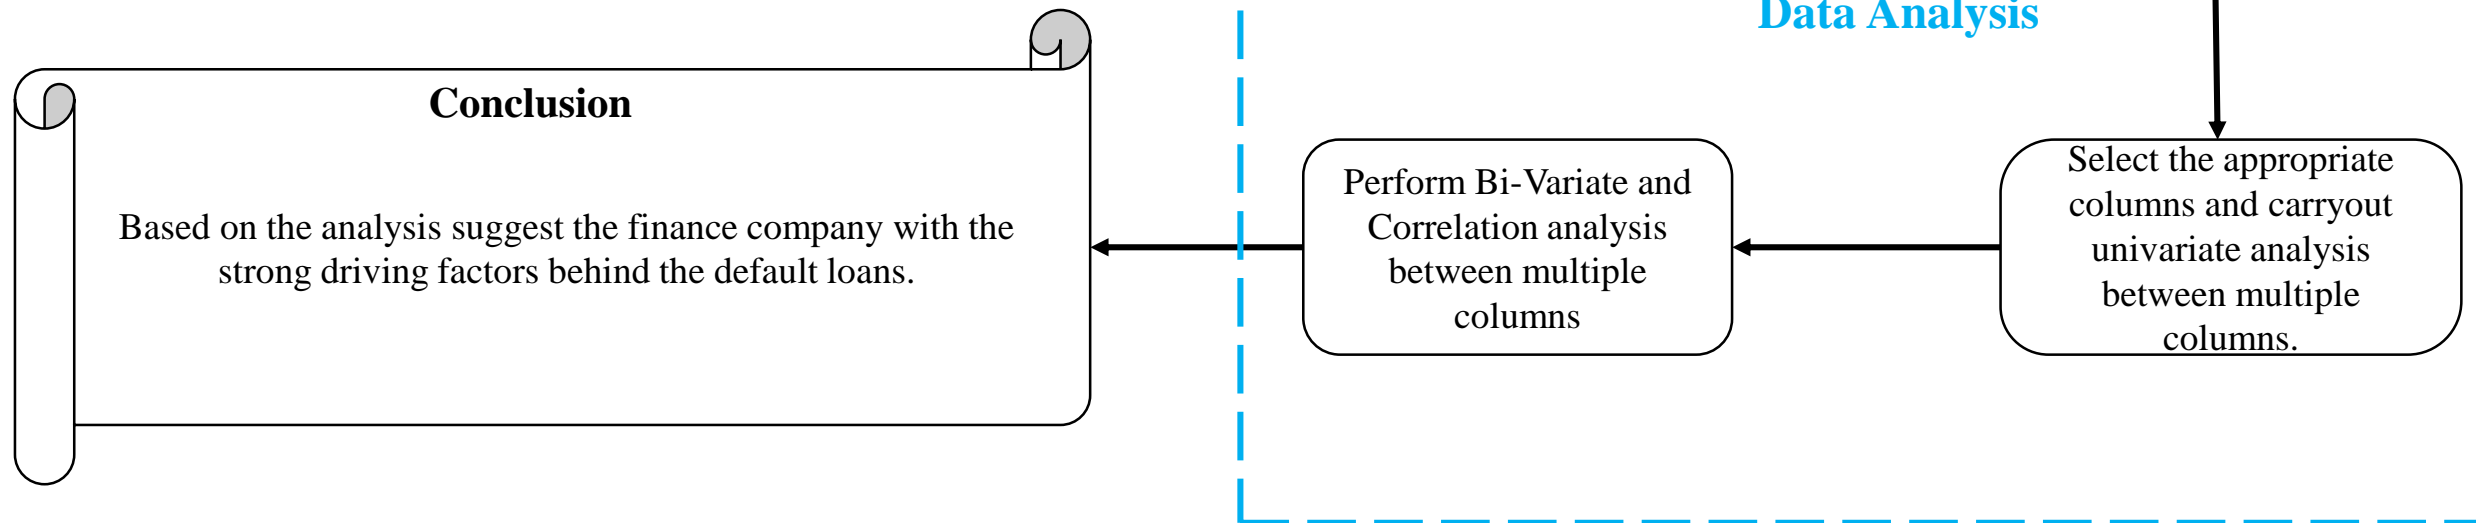 Data Analysis
Conclusion
Based on the analysis suggest the finance company with the
strong driving factors behind the default loans.
Perform Bi-Variate and
Correlation analysis
between multiple
columns
Select the appropriate
columns and carryout
univariate analysis
between multiple
columns.